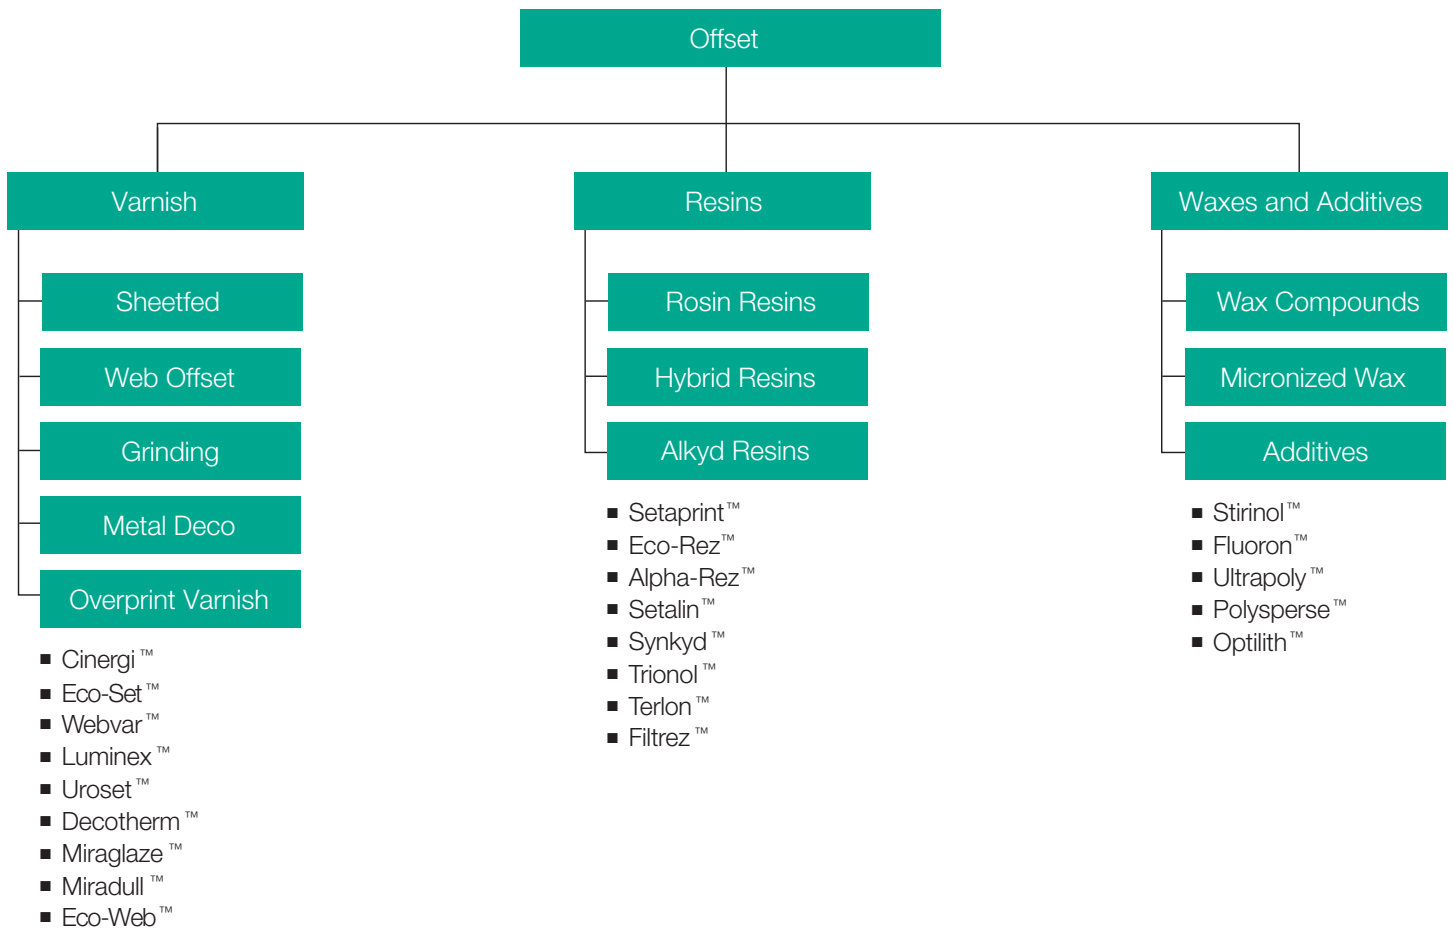 Offset
Varnish
Sheetfed
Web Offset
Grinding
Metal Deco
Overprint Varnish
■ Cinergi™
■ Eco-Set™
■ Webvar™
■ Luminex™
■ Uroset™
■ Decotherm™
■ Miraglaze™
■ Miradull™
■ Eco-Web™
Resins
Rosin Resins
Hybrid Resins
Alkyd Resins
■ Setaprint™
■ Eco-Rez™
■ Alpha-Rez™
■ Setalin™
■ Synkyd™
■ Trionol™
■ Terlon™
■ Filtrez™
Waxes and Additives
Wax Compounds
Micronized Wax
Additives
■ Stirinol™
■ Fluoron™
■ Ultrapoly™
■ Polysperse™
■ Optilith™